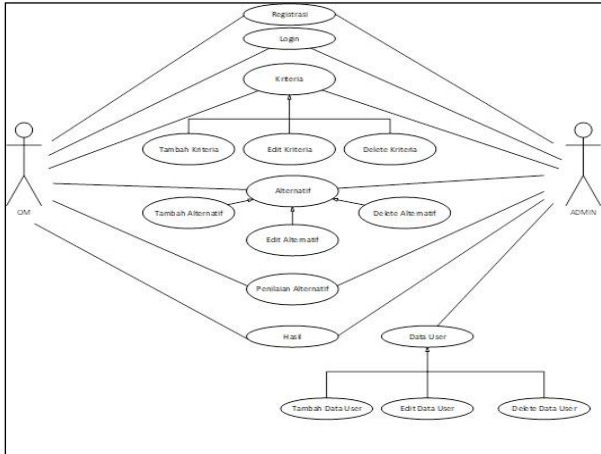 Registrasi
Login
Kriteria
Tambah Kriteria
Edit Kriteria
Delete Kriteria
OM
ADMIN
Alternatif
Tambah Alternatif
Delete Alternatif
Edit Alternatif
Penilaian Alternatif
Hasil
Data User
Tambah Data User
Edit Data User
Delete Data User